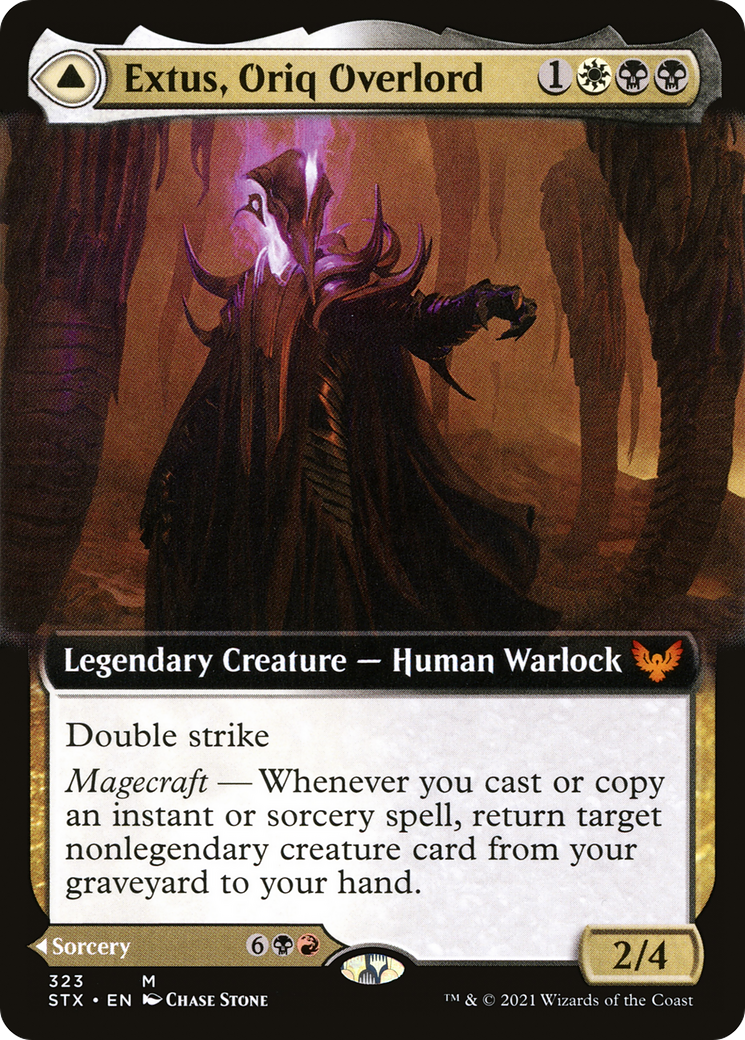 Extus, Oriq Overlord 1
Legendary Creature — Human Warlock
Double strike
Magecraft — Whenever you cast or copy
an instant or sorcery spell, return target
nonlegendary creature card from your
graveyard to your hand.
Sorcery 6
2/4
323 M
STX • EN Chase Stone
™ & © 2021 Wizards of the Coast